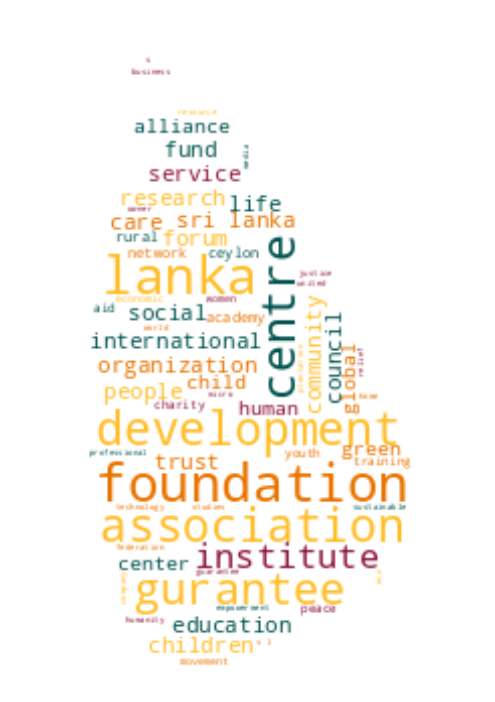 s
business
resource
alliance
fund
media
service
research life
owner
care sri lanka
rural forum
centre
network ceylon
lanka
justice
united
economic women
community
aid social academy
council
world
international
global
relief
organization
child
people micro
home
charity human
development
professional
youth green
trust training
foundation
technology studies sustainable
association
federation
institute
center
guarantee
gurantee
empowerment peace
humanity
education
children
movement